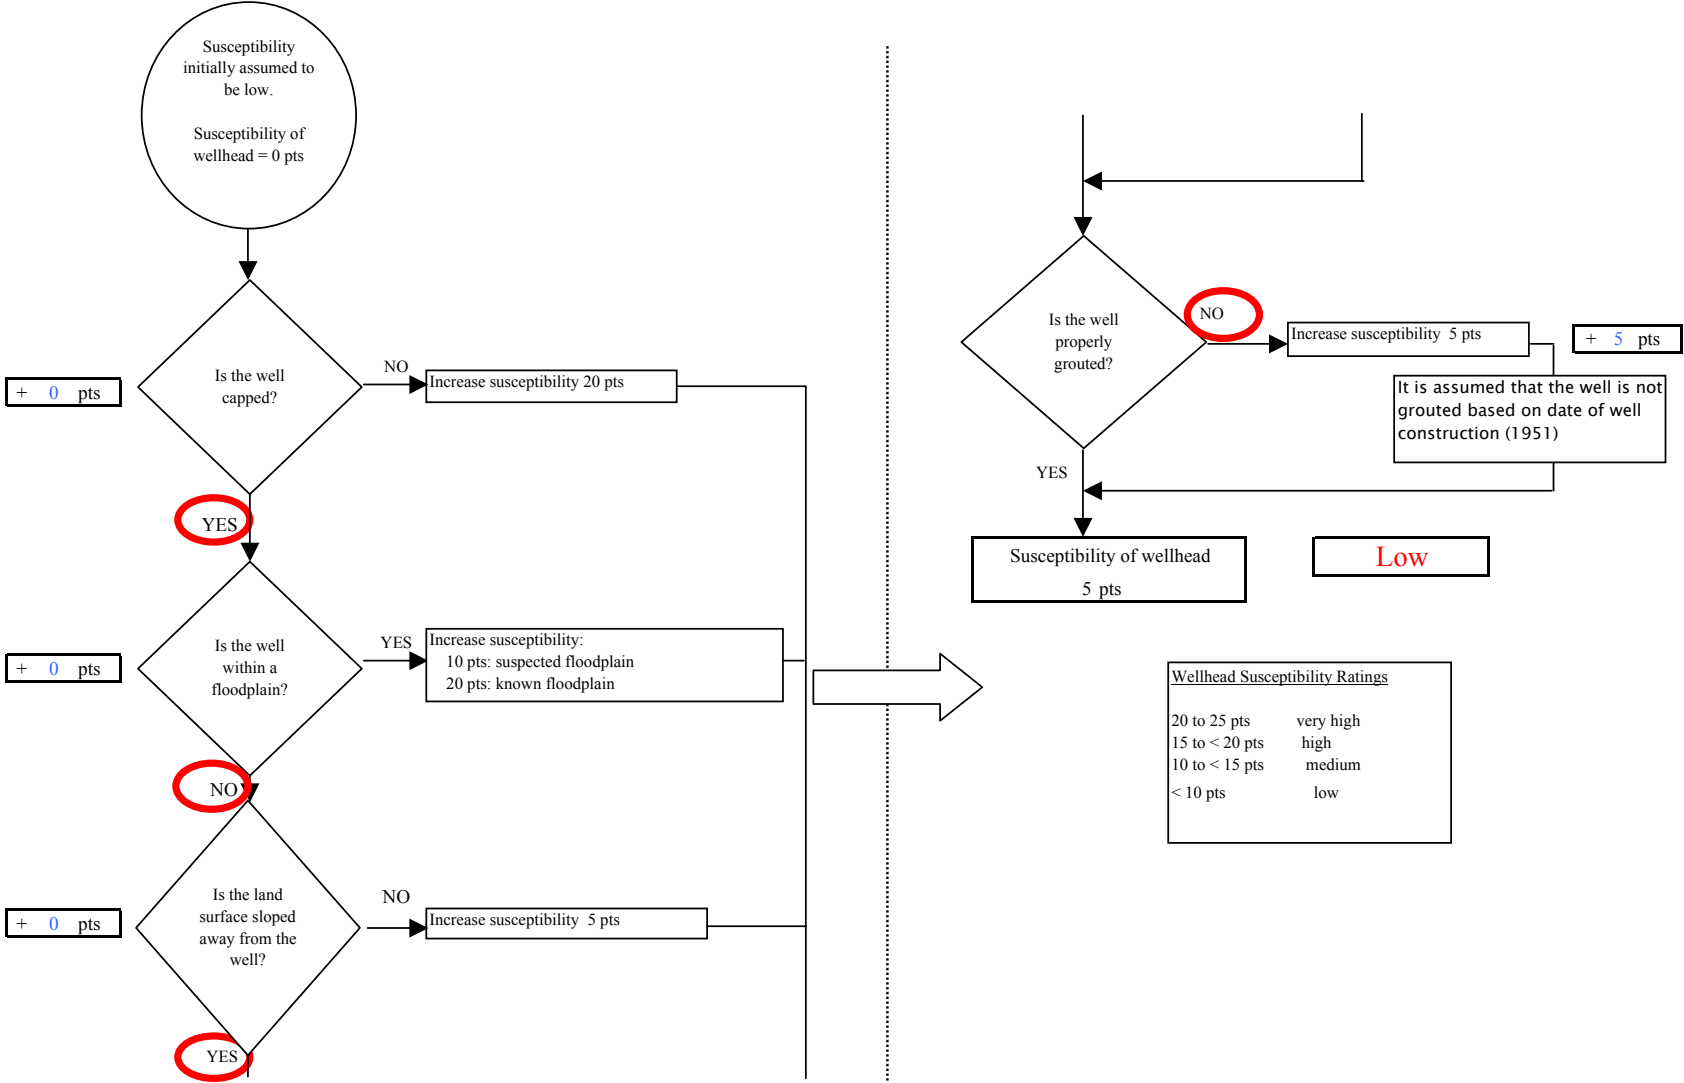 Susceptibility
initially assumed to
be low.
Susceptibility of
wellhead = 0 pts
Is the well
capped?
NO
Increase susceptibility 20 pts
+ 0 pts
YES
Is the well
within a
floodplain?
YES
Increase susceptibility:
10 pts: suspected floodplain
20 pts: known floodplain
+ 0 pts
NO
Is the land
surface sloped
away from the
well?
NO
Increase susceptibility 5 pts
+ 0 pts
YES
Is the well
properly
grouted?
NO
Increase susceptibility 5 pts
+ 5 pts
It is assumed that the well is not
grouted based on date of well
construction (1951)
YES
Susceptibility of wellhead
5 pts
Low
Wellhead Susceptibility Ratings
20 to 25 pts very high
15 to < 20 pts high
10 to < 15 pts medium
< 10 pts low